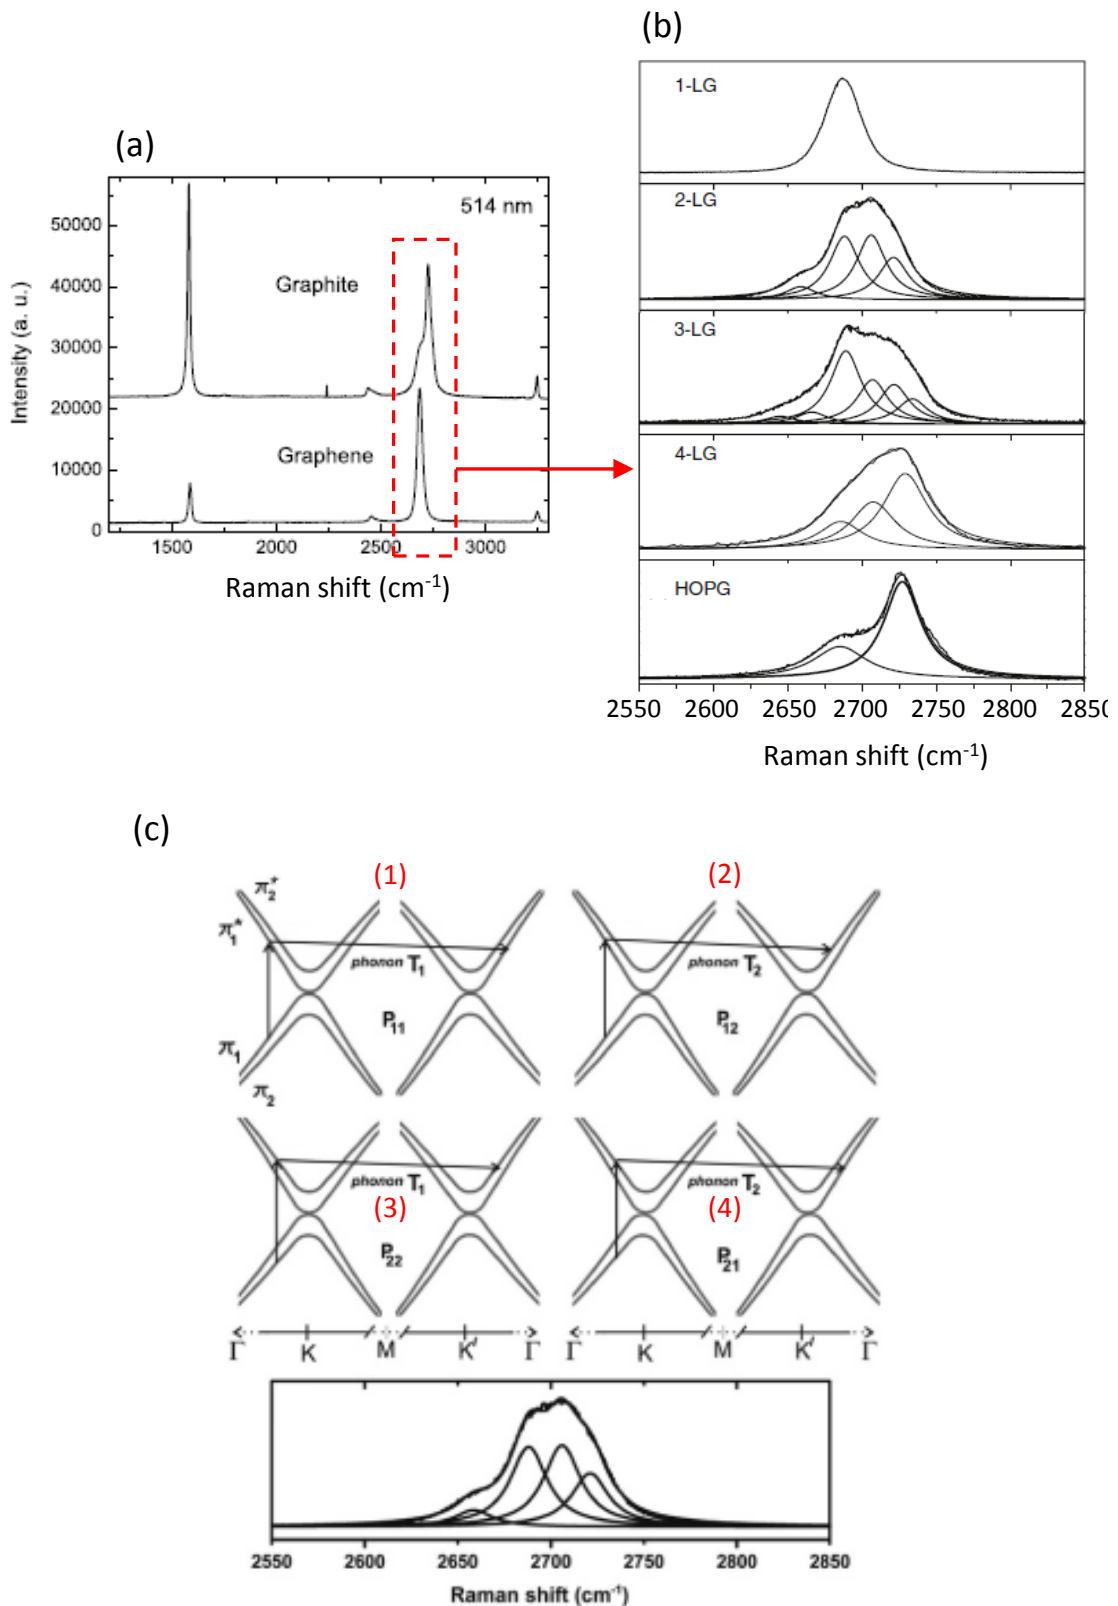 (a)
514 nm
50000
40000
30000
20000
10000
0
Intensity (a. u.)
Graphite
Graphene
1500 2000 2500 3000
Raman shift (cm⁻¹)
(b)
1-LG
2-LG
3-LG
4-LG
HOPG
2550 2600 2650 2700 2750 2800 2850
Raman shift (cm⁻¹)
(c)
(1)
π₂*
π₁*
phonon T₁
P₁₁
π₁
π₂
(2)
phonon T₂
P₁₂
phonon T₁
(3)
P₂₂
phonon T₂
(4)
P₂₁
Γ K M K' Γ Γ K M K' Γ
2550 2600 2650 2700 2750 2800 2850
Raman shift (cm⁻¹)